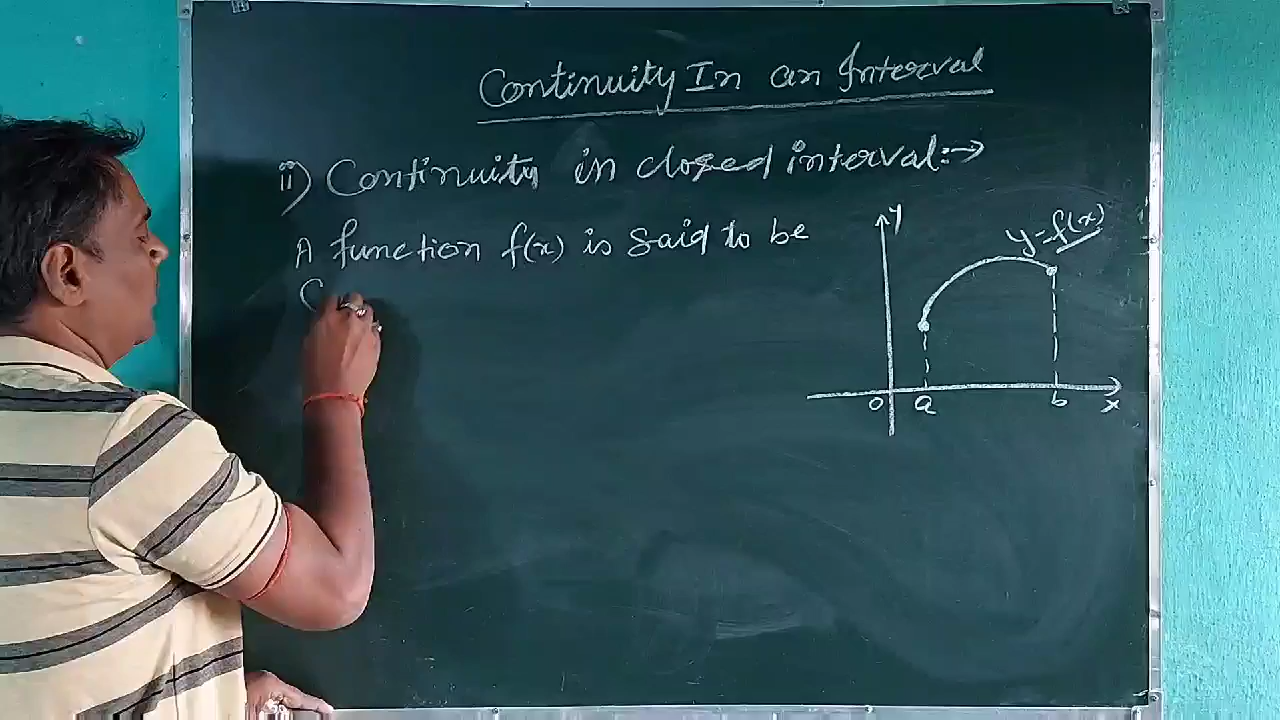 Continuity In an Interval
ii) Continuity in closed interval:→
A function f(x) is said to be
C
y
y=f(x)
o a b x